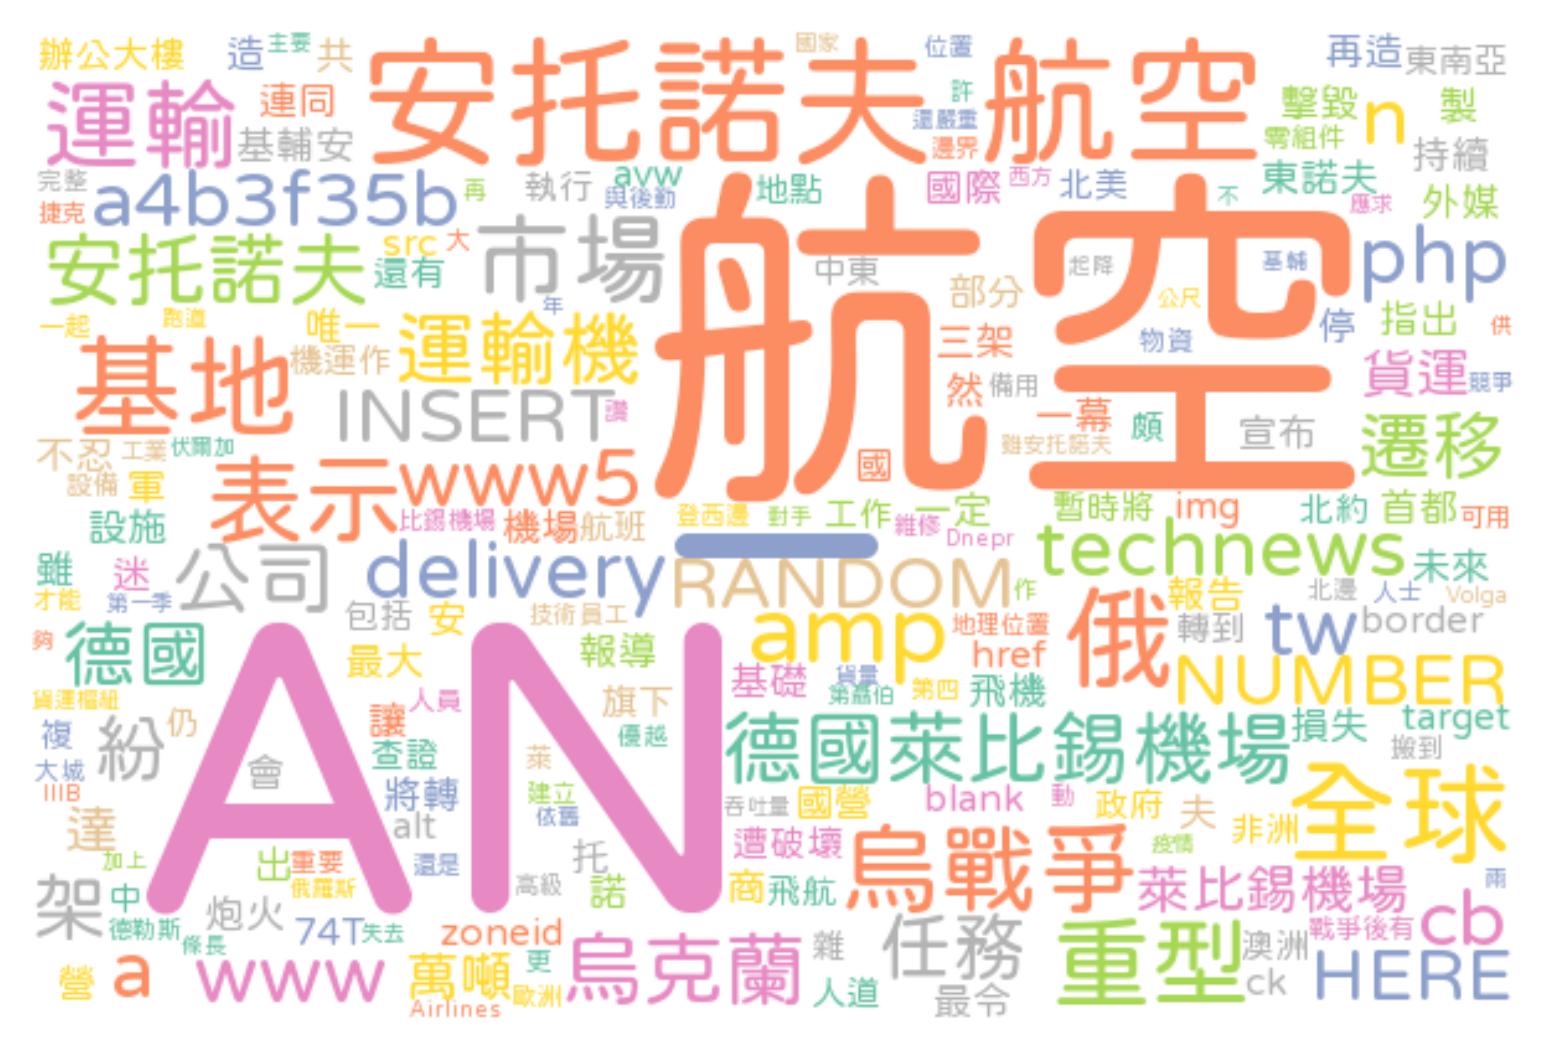 辦公大樓 造 主要 共 安托諾夫航空 國家 位置 再造 東南亞
運輸 連同 許 擊毀 n 製
基輔安 還嚴重 邊界 零組件 持續
完整 a4b3f35b 再 執行 avw 與後勤 地點 國際 西方 北美 不 東諾夫 應求 外媒
捷克
安托諾夫 src 大 還有 市場 航空 中東 起降 基輔 php
年 部分 公尺
一起 跑道 唯一 運輸機 三架 物資 停 指出 供
基地 機運作 然 備用 貨運 競爭
INSERT 讚 一幕 頗 宣布 遷移
不忍 工業 伏爾加 國 雖安托諾夫
設備 軍 表示 www5
設施 比錫機場 機場 航班 登西邊 對手 工作 一定 維修 Dnepr 暫時將 img 北約 首都 可用
雖 迷 公司 delivery _ RANDOM technews 未來
才能 第一季 包括 安 技術員工 作 報告 北邊 人士 Volga
夠 德國 報導 amp 地理位置 href 俄 轉到 tw border
最大 基礎 貨量 第四 飛機 NUMBER
貨運樞紐 AN 人員 旗下 第聶伯
複 紛 仍 讓 優越 德國萊比錫機場 損失 target
大城 會 查證 萊 搬到
IIIB 將轉 建立 吞吐量 國營 blank 動 政府 夫 非洲 全球
達 alt 依舊
加上 出 重要 還是 托 遭破壞 烏戰爭 疫情
架 中 俄羅斯 高級 諾 商 飛航 萊比錫機場 雨
德勒斯 炮火 74T 失去 zoneid 雜 任務 重型 澳洲 戰爭後有 cb
條長
營 a www 萬噸 更 歐洲 烏克蘭 人道 最令 ck HERE
Airlines